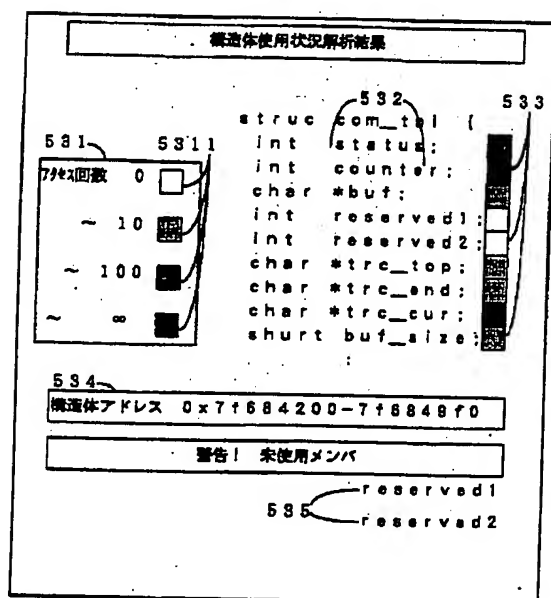 構造体使用状況解析結果
532
533
struc com_tbl {
531
5311
int status;
int counter;
アクセス回数 0
char *buf;
int reserved1;
~ 10
int reserved2;
char *trc_top;
~ 100
char *trc_end;
char *trc_cur;
~ ∞
shurt buf_size;
:
534
構造体アドレス 0x7f684200-7f6849f0
警告! 未使用メンバ
reserved1
535
reserved2